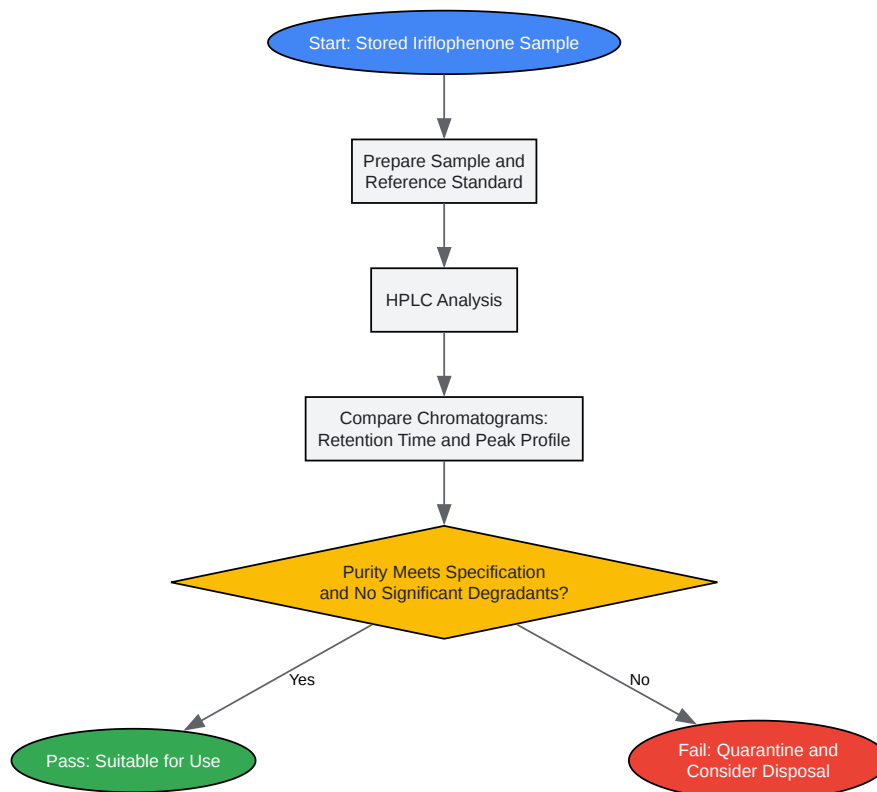 Start: Stored Iriflophenone Sample
Prepare Sample and
Reference Standard
HPLC Analysis
Compare Chromatograms:
Retention Time and Peak Profile
Purity Meets Specification
and No Significant Degradants?
Yes
No
Pass: Suitable for Use
Fail: Quarantine and
Consider Disposal